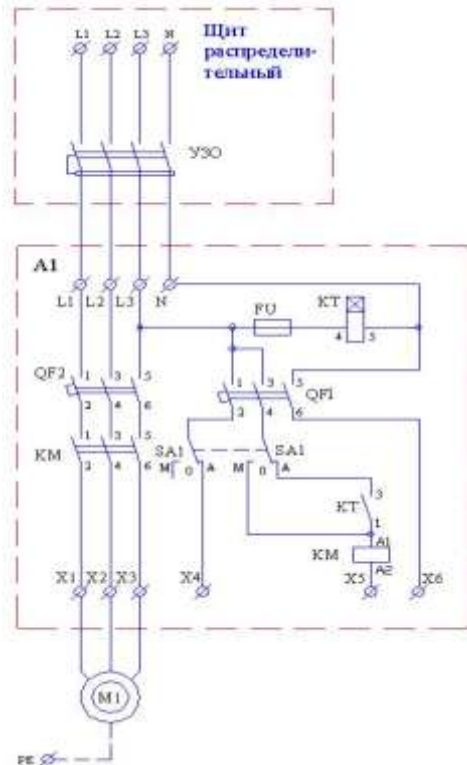 L1 L2 L3 N
Щит
распредели-
тельный
УЗО
A1
L1 L2 L3 N
FU
KT
4 3
QF2
1 3 5
2 4 6
1 3 5
QF1
2 4 6
KM
1 3 5
2 4 6
SA1
M 0 A
SA1
M 0 A
3
KT
1
A1
KM
A2
X1 X2 X3
X4
X5
X6
M1
PE